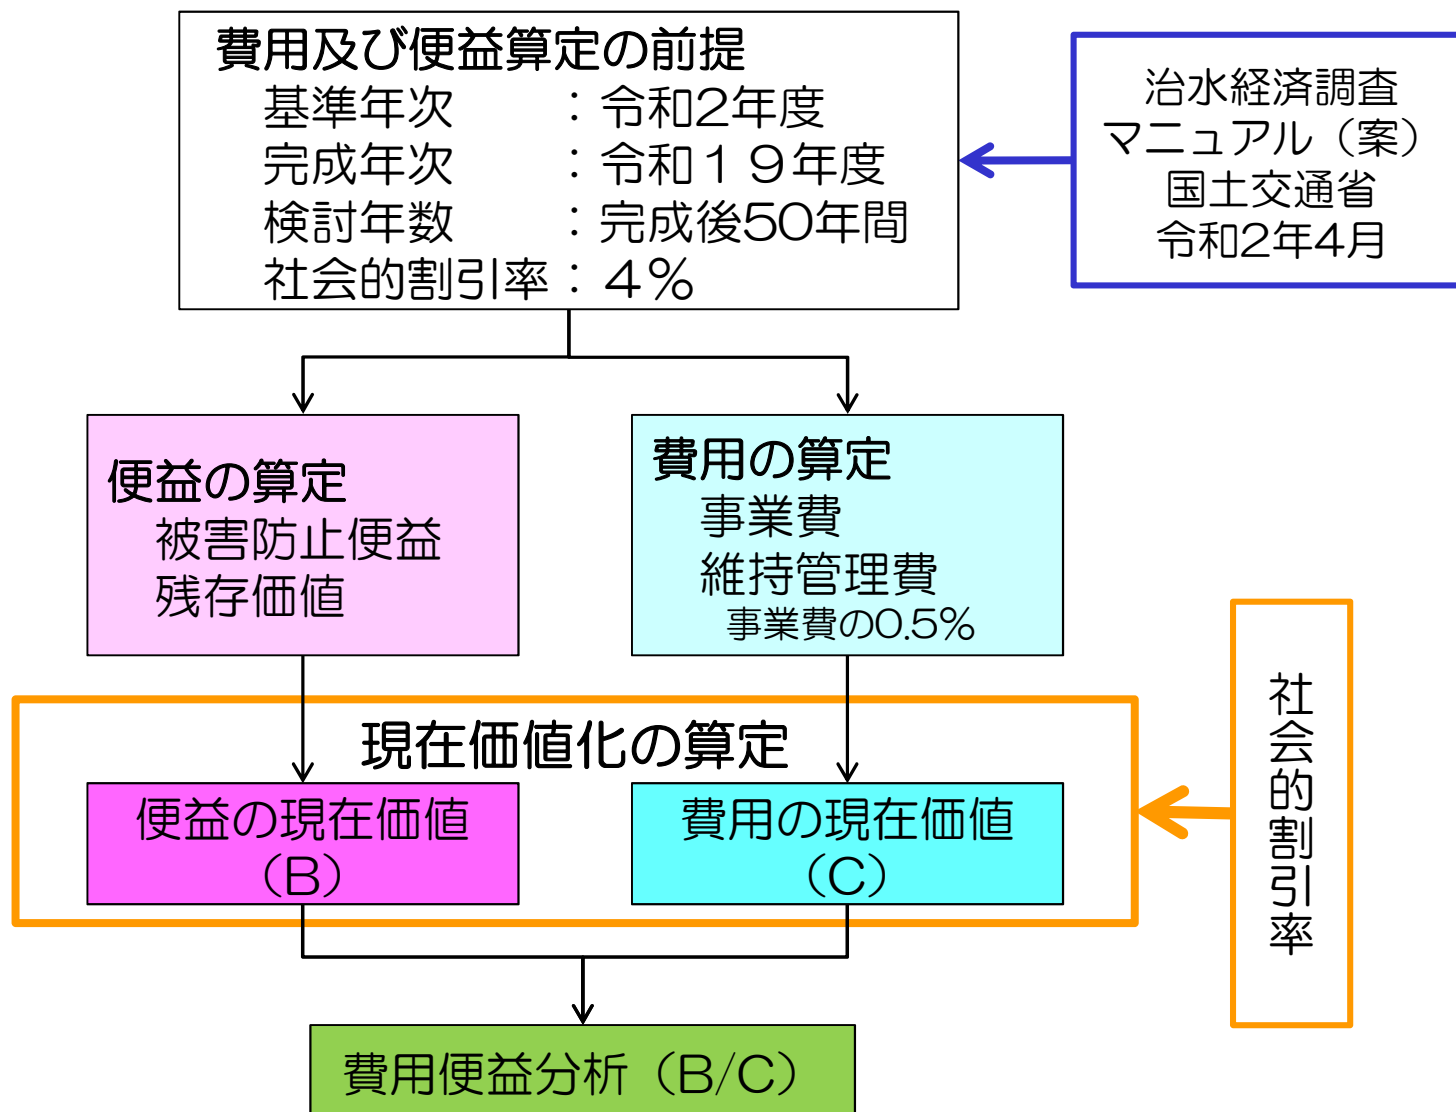 費用及び便益算定の前提
基準年次　　：令和2年度
完成年次　　：令和１９年度
検討年数　　：完成後50年間
社会的割引率：４％
治水経済調査
マニュアル（案）
国土交通省
令和2年4月
便益の算定
被害防止便益
残存価値
費用の算定
事業費
維持管理費
事業費の0.5%
現在価値化の算定
便益の現在価値
（B）
費用の現在価値
（C）
社会的割引率
費用便益分析（B/C）